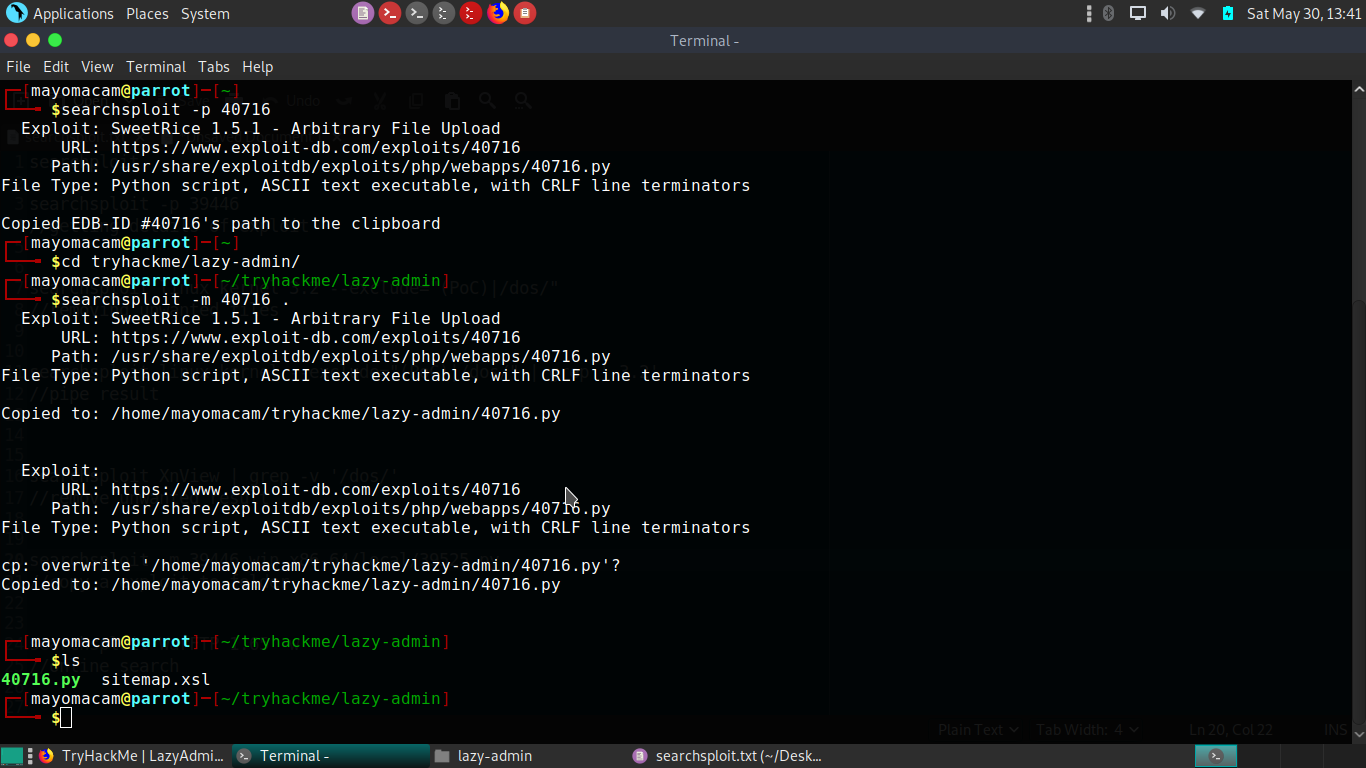 Applications Places System Sat May 30, 13:41
Terminal -
File Edit View Terminal Tabs Help
[mayomacam@parrot]─[~]
$searchsploit -p 40716
Exploit: SweetRice 1.5.1 - Arbitrary File Upload
URL: https://www.exploit-db.com/exploits/40716
Path: /usr/share/exploitdb/exploits/php/webapps/40716.py
File Type: Python script, ASCII text executable, with CRLF line terminators
Copied EDB-ID #40716's path to the clipboard
[mayomacam@parrot]─[~]
$cd tryhackme/lazy-admin/
[mayomacam@parrot]─[~/tryhackme/lazy-admin]
$searchsploit -m 40716 .
Exploit: SweetRice 1.5.1 - Arbitrary File Upload
URL: https://www.exploit-db.com/exploits/40716
Path: /usr/share/exploitdb/exploits/php/webapps/40716.py
File Type: Python script, ASCII text executable, with CRLF line terminators
Copied to: /home/mayomacam/tryhackme/lazy-admin/40716.py
Exploit:
URL: https://www.exploit-db.com/exploits/40716
Path: /usr/share/exploitdb/exploits/php/webapps/40716.py
File Type: Python script, ASCII text executable, with CRLF line terminators
cp: overwrite '/home/mayomacam/tryhackme/lazy-admin/40716.py'?
Copied to: /home/mayomacam/tryhackme/lazy-admin/40716.py
[mayomacam@parrot]─[~/tryhackme/lazy-admin]
$ls
40716.py sitemap.xsl
[mayomacam@parrot]─[~/tryhackme/lazy-admin]
$
Plain Text Tab Width: 4 Ln 20, Col 22 INS
TryHackMe | LazyAdmi... Terminal - lazy-admin searchsploit.txt (~/Desk...